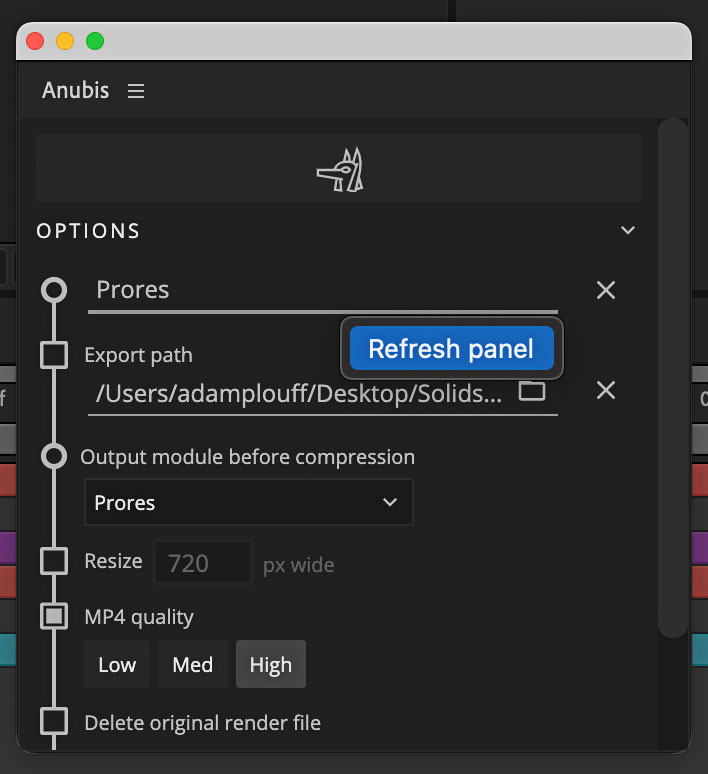 Anubis
OPTIONS
Prores
Refresh panel
Export path
/Users/adamplouff/Desktop/Solids...
Output module before compression
Prores
Resize 720 px wide
MP4 quality
Low Med High
Delete original render file